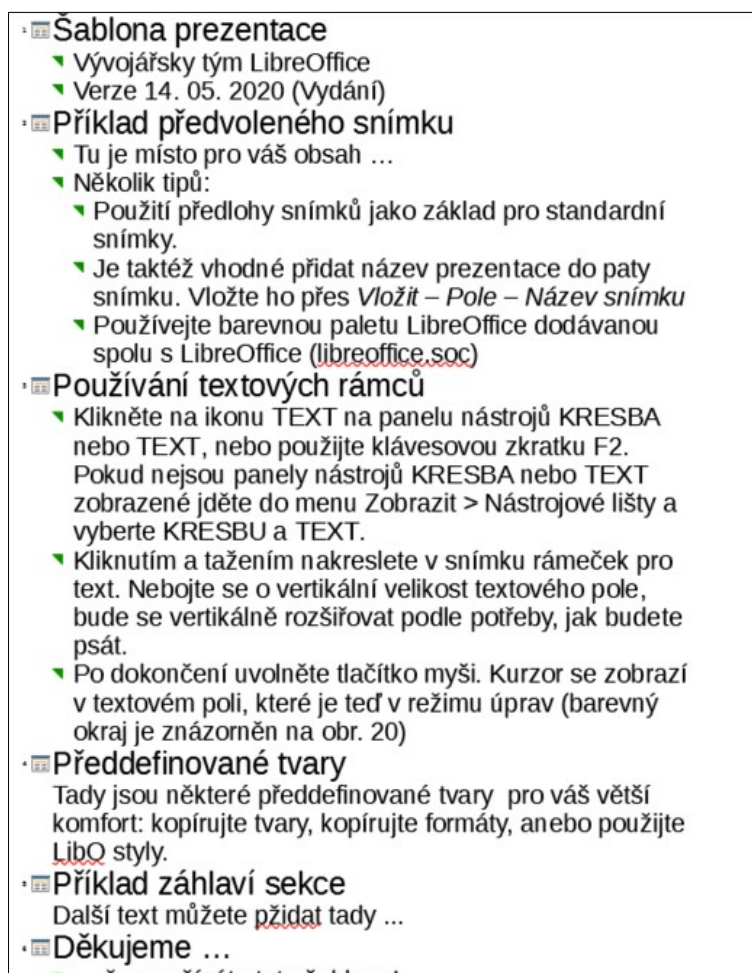 1 Šablona prezentace
Vývojářsky tým LibreOffice
Verze 14. 05. 2020 (Vydání)
2 Příklad předvoleného snímku
Tu je místo pro váš obsah …
Několik tipů:
Použití předlohy snímků jako základ pro standardní
snímky.
Je taktéž vhodné přidat název prezentace do paty
snímku. Vložte ho přes Vložit – Pole – Název snímku
Používejte barevnou paletu LibreOffice dodávanou
spolu s LibreOffice (libreoffice.soc)
3 Používání textových rámců
Klikněte na ikonu TEXT na panelu nástrojů KRESBA
nebo TEXT, nebo použijte klávesovou zkratku F2.
Pokud nejsou panely nástrojů KRESBA nebo TEXT
zobrazené jděte do menu Zobrazit > Nástrojové lišty a
vyberte KRESBU a TEXT.
Kliknutím a tažením nakreslete v snímku rámeček pro
text. Nebojte se o vertikální velikost textového pole,
bude se vertikálně rozšiřovat podle potřeby, jak budete
psát.
Po dokončení uvolněte tlačítko myši. Kurzor se zobrazí
v textovém poli, které je teď v režimu úprav (barevný
okraj je znázorněn na obr. 20)
4 Předdefinované tvary
Tady jsou některé předdefinované tvary  pro váš větší
komfort: kopírujte tvary, kopírujte formáty, anebo použijte
LibO styly.
5 Příklad záhlaví sekce
Další text můžete pžidat tady ...
6 Děkujeme …